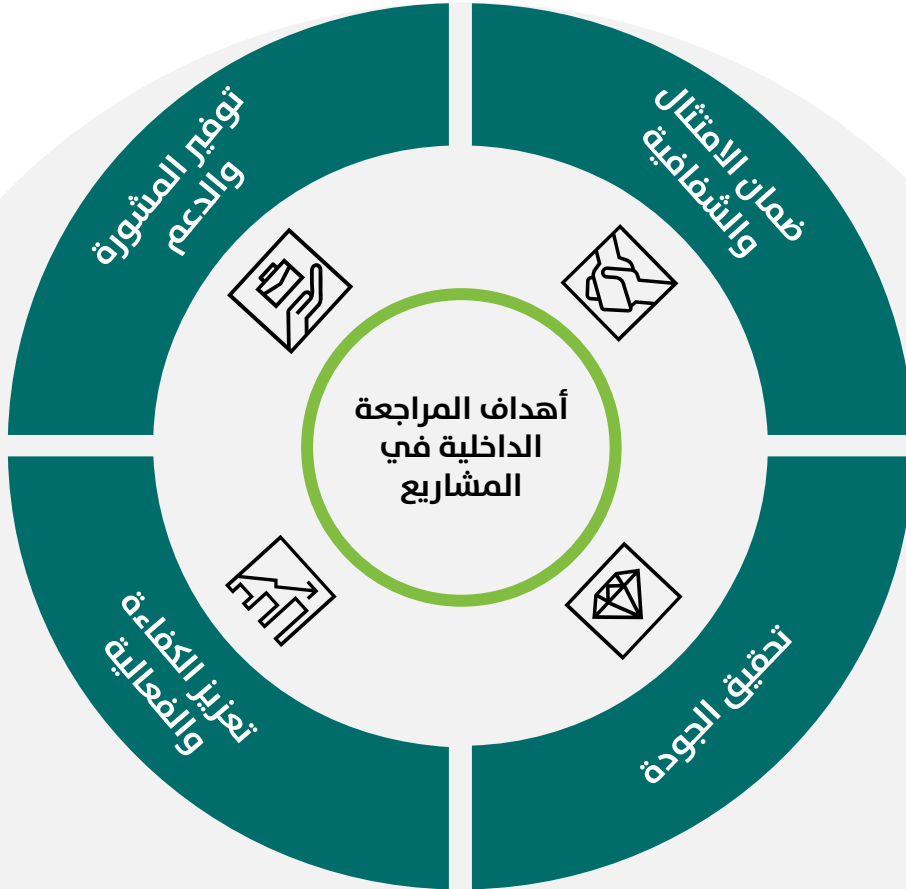 أهداف المراجعة
الداخلية في
المشاريع
ضمان الامتثال
والشفافية
تحقيق الجودة
تعزيز الكفاءة
والفعالية
توفير المشورة
والدعم